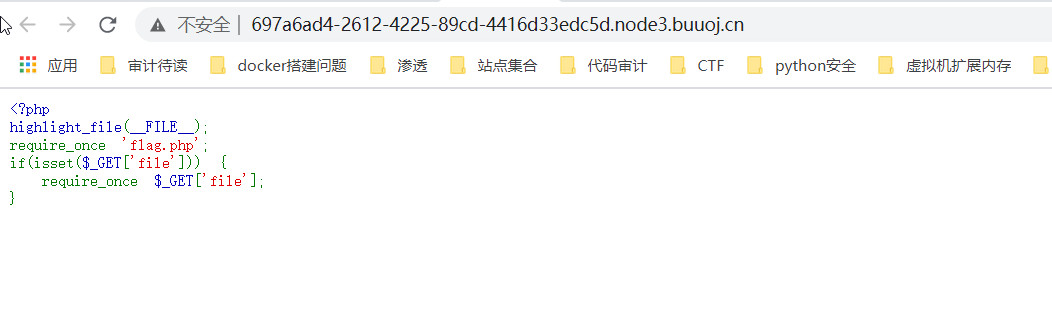 不安全 | 697a6ad4-2612-4225-89cd-4416d33edc5d.node3.buuoj.cn
应用 审计待读 docker搭建问题 渗透 站点集合 代码审计 CTF python安全 虚拟机扩展内存
<?php
highlight_file(__FILE__);
require_once 'flag.php';
if(isset($_GET['file'])) {
    require_once $_GET['file'];
}